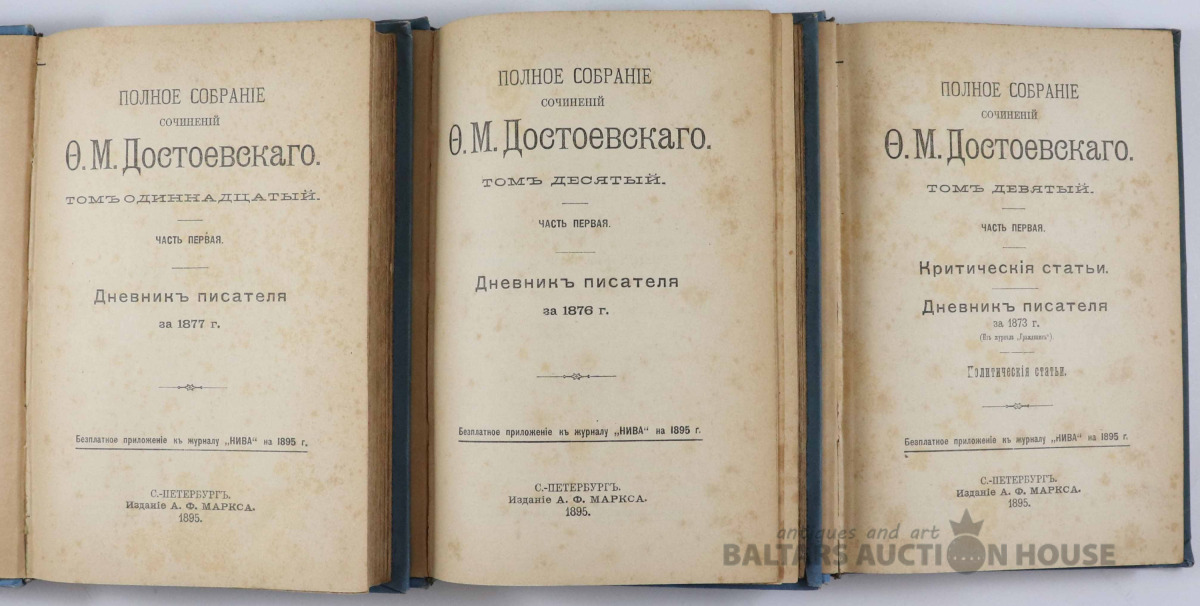 ПОЛНОЕ СОБРАНІЕ
СОЧИНЕНІЙ
Ѳ. М. Достоевскаго.
ТОМЪ ОДИННАДЦАТЫЙ.
ЧАСТЬ ПЕРВАЯ.
Дневникъ писателя
за 1877 г.
Безплатное приложеніе къ журналу „НИВА“ на 1895 г.
С.-ПЕТЕРБУРГЪ.
Изданіе А. Ф. МАРКСА.
1895.
ПОЛНОЕ СОБРАНІЕ
СОЧИНЕНІЙ
Ѳ. М. Достоевскаго.
ТОМЪ ДЕСЯТЫЙ.
ЧАСТЬ ПЕРВАЯ.
Дневникъ писателя
за 1876 г.
Безплатное приложеніе къ журналу „НИВА“ на 1895 г.
С.-ПЕТЕРБУРГЪ.
Изданіе А. Ф. МАРКСА.
1895.
ПОЛНОЕ СОБРАНІЕ
СОЧИНЕНІЙ
Ѳ. М. Достоевскаго.
ТОМЪ ДЕВЯТЫЙ.
ЧАСТЬ ПЕРВАЯ.
Критическія статьи.
Дневникъ писателя
за 1873 г.
(Изъ журнала „Гражданинъ“).
Политическія статьи.
Безплатное приложеніе къ журналу „НИВА“ на 1895 г.
С.-ПЕТЕРБУРГЪ.
Изданіе А. Ф. МАРКСА.
1895.
antiques and art
BALTARS AUCTION HOUSE